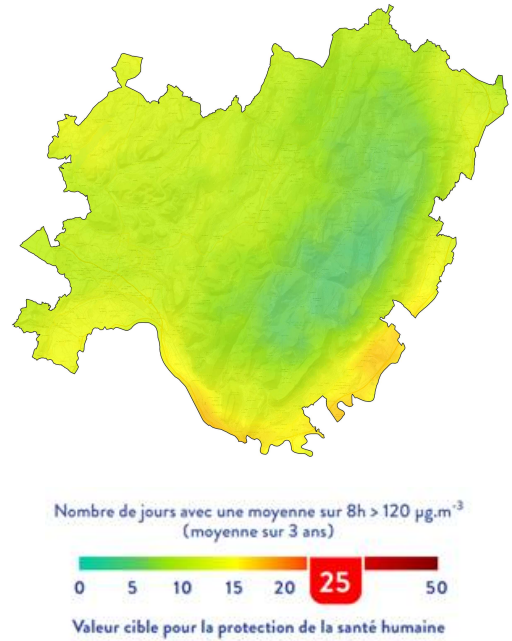 Nombre de jours avec une moyenne sur 8h > 120 µg.m⁻³
(moyenne sur 3 ans)
0 5 10 15 20 25 50
Valeur cible pour la protection de la santé humaine